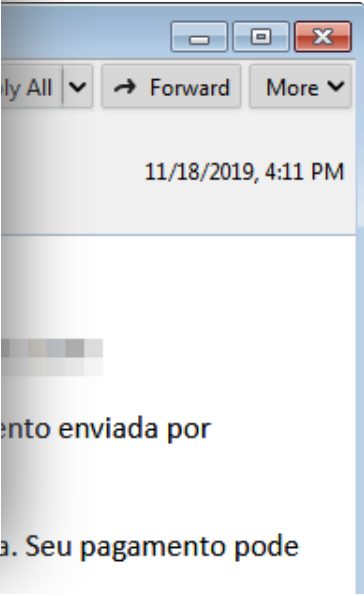 ly All Forward More
11/18/2019, 4:11 PM
ento enviada por
a. Seu pagamento pode